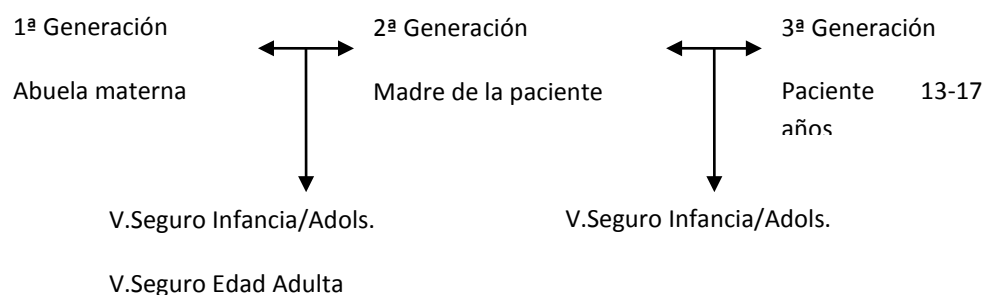 1ª Generación
2ª Generación
3ª Generación
Abuela materna
Madre de la paciente
Paciente 13-17
años
V.Seguro Infancia/Adols.
V.Seguro Infancia/Adols.
V.Seguro Edad Adulta